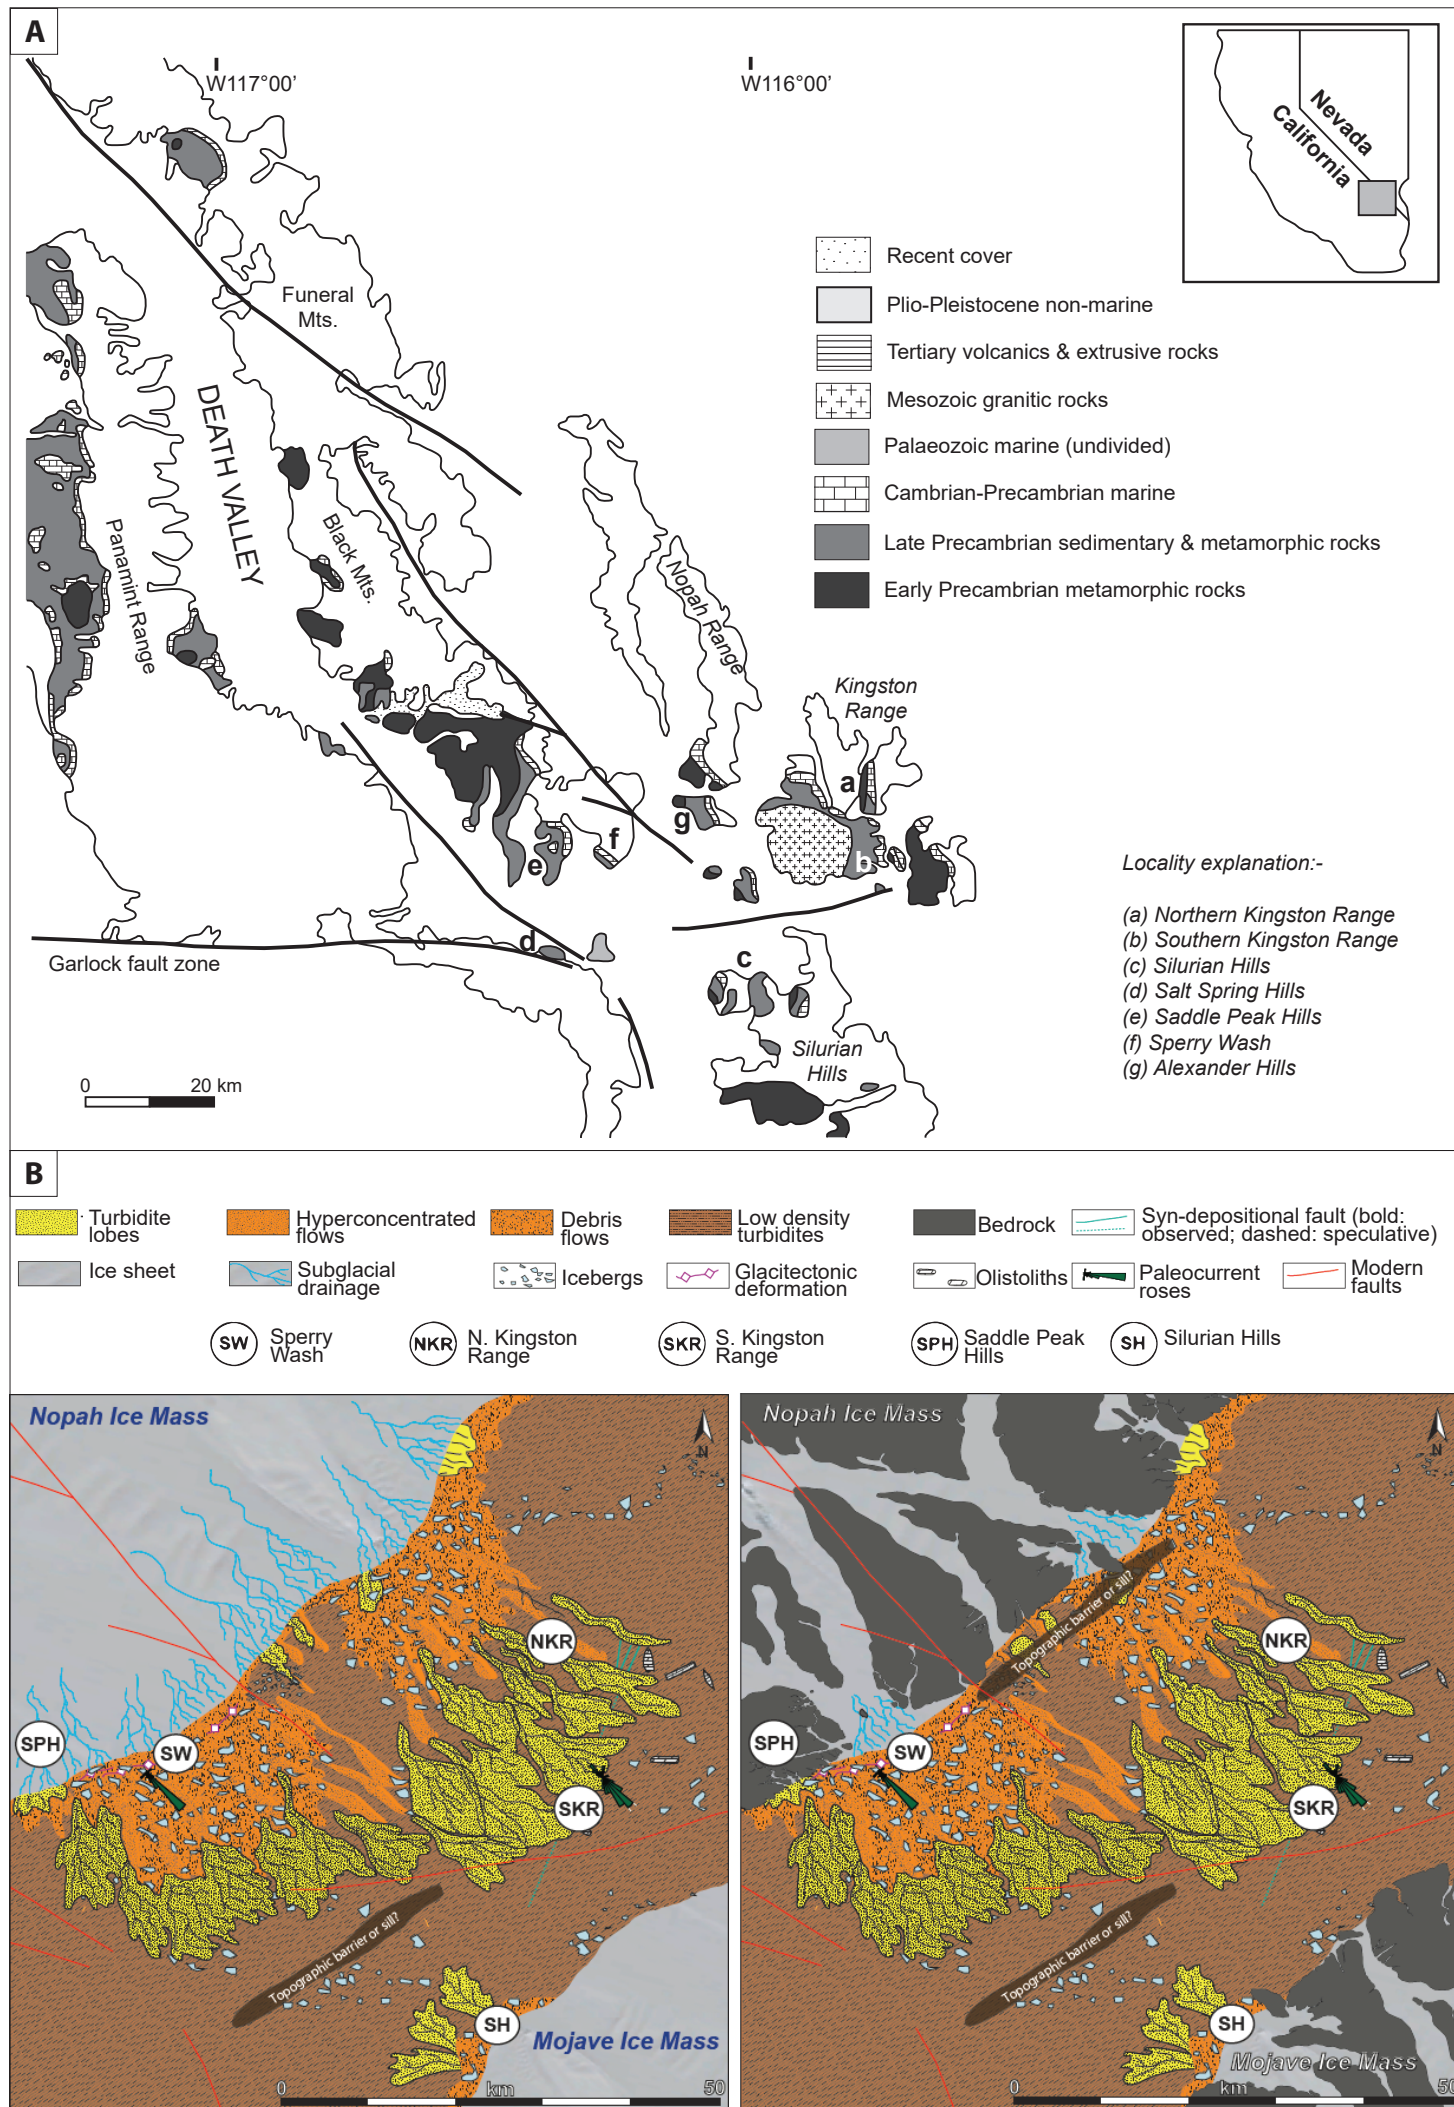 A
W117°00'
W116°00'
Nevada
California
Funeral
Mts.
DEATH VALLEY
Panamint Range
Black Mts.
Nopah Range
Kingston
Range
Recent cover
Plio-Pleistocene non-marine
Tertiary volcanics & extrusive rocks
Mesozoic granitic rocks
Palaeozoic marine (undivided)
Cambrian-Precambrian marine
Late Precambrian sedimentary & metamorphic rocks
Early Precambrian metamorphic rocks
a
g
f
e
b
d
c
Garlock fault zone
Silurian
Hills
0 20 km
Locality explanation:-
(a) Northern Kingston Range
(b) Southern Kingston Range
(c) Silurian Hills
(d) Salt Spring Hills
(e) Saddle Peak Hills
(f) Sperry Wash
(g) Alexander Hills
B
Turbidite
lobes
Hyperconcentrated
flows
Debris
flows
Low density
turbidites
Bedrock
Syn-depositional fault (bold:
observed; dashed: speculative)
Ice sheet
Subglacial
drainage
Icebergs
Glacitectonic
deformation
Olistoliths
Paleocurrent
roses
Modern
faults
SW
Sperry
Wash
NKR
N. Kingston
Range
SKR
S. Kingston
Range
SPH
Saddle Peak
Hills
SH
Silurian Hills
Nopah Ice Mass
N
NKR
SPH
SW
SKR
Topographic barrier or sill?
SH
Mojave Ice Mass
0 km 50
Nopah Ice Mass
N
Topographic barrier or sill?
NKR
SPH
SW
SKR
Topographic barrier or sill?
SH
Mojave Ice Mass
0 km 50